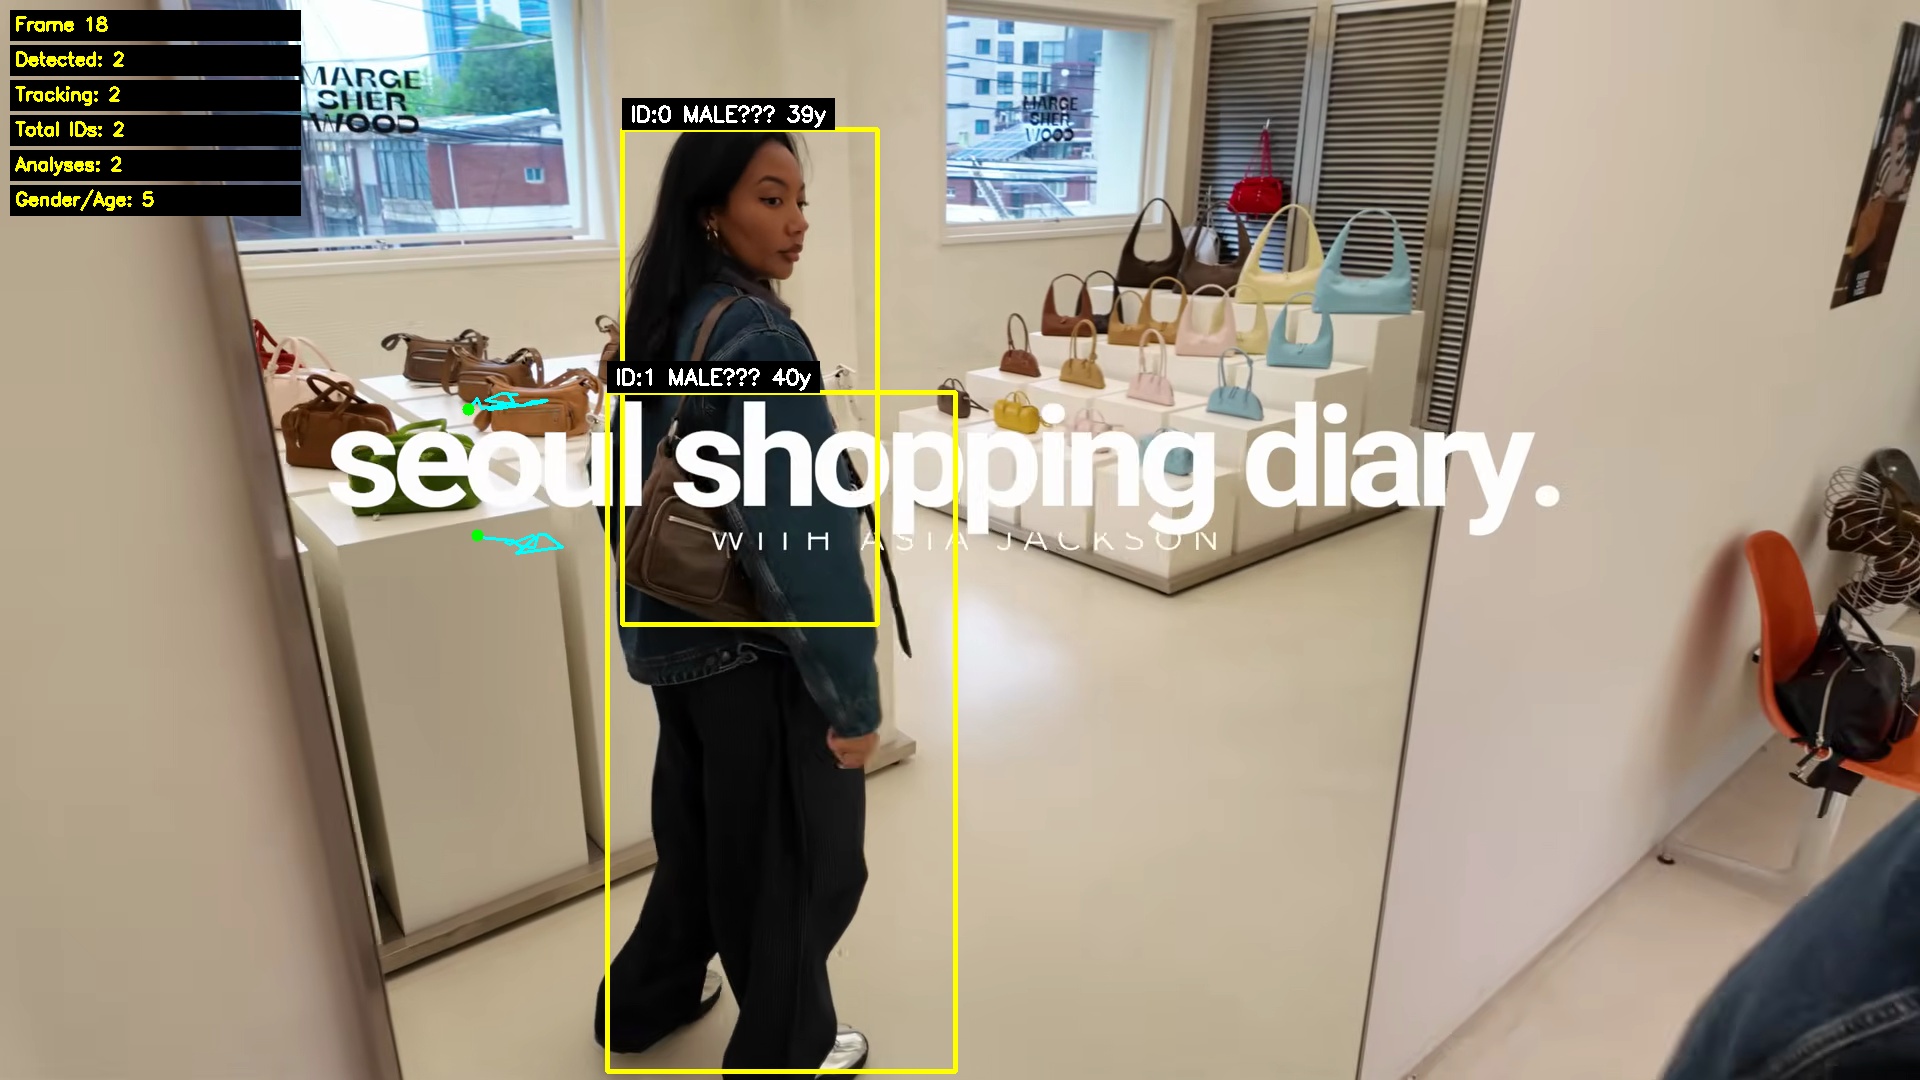 Frame 18
Detected: 2
Tracking: 2
Total IDs: 2
Analyses: 2
Gender/Age: 5
MARGE
SHER
WOOD
MARGE
SHER
WOOD
ID:0 MALE??? 39y
ID:1 MALE??? 40y
seoul shopping diary.
WITH ASIA JACKSON